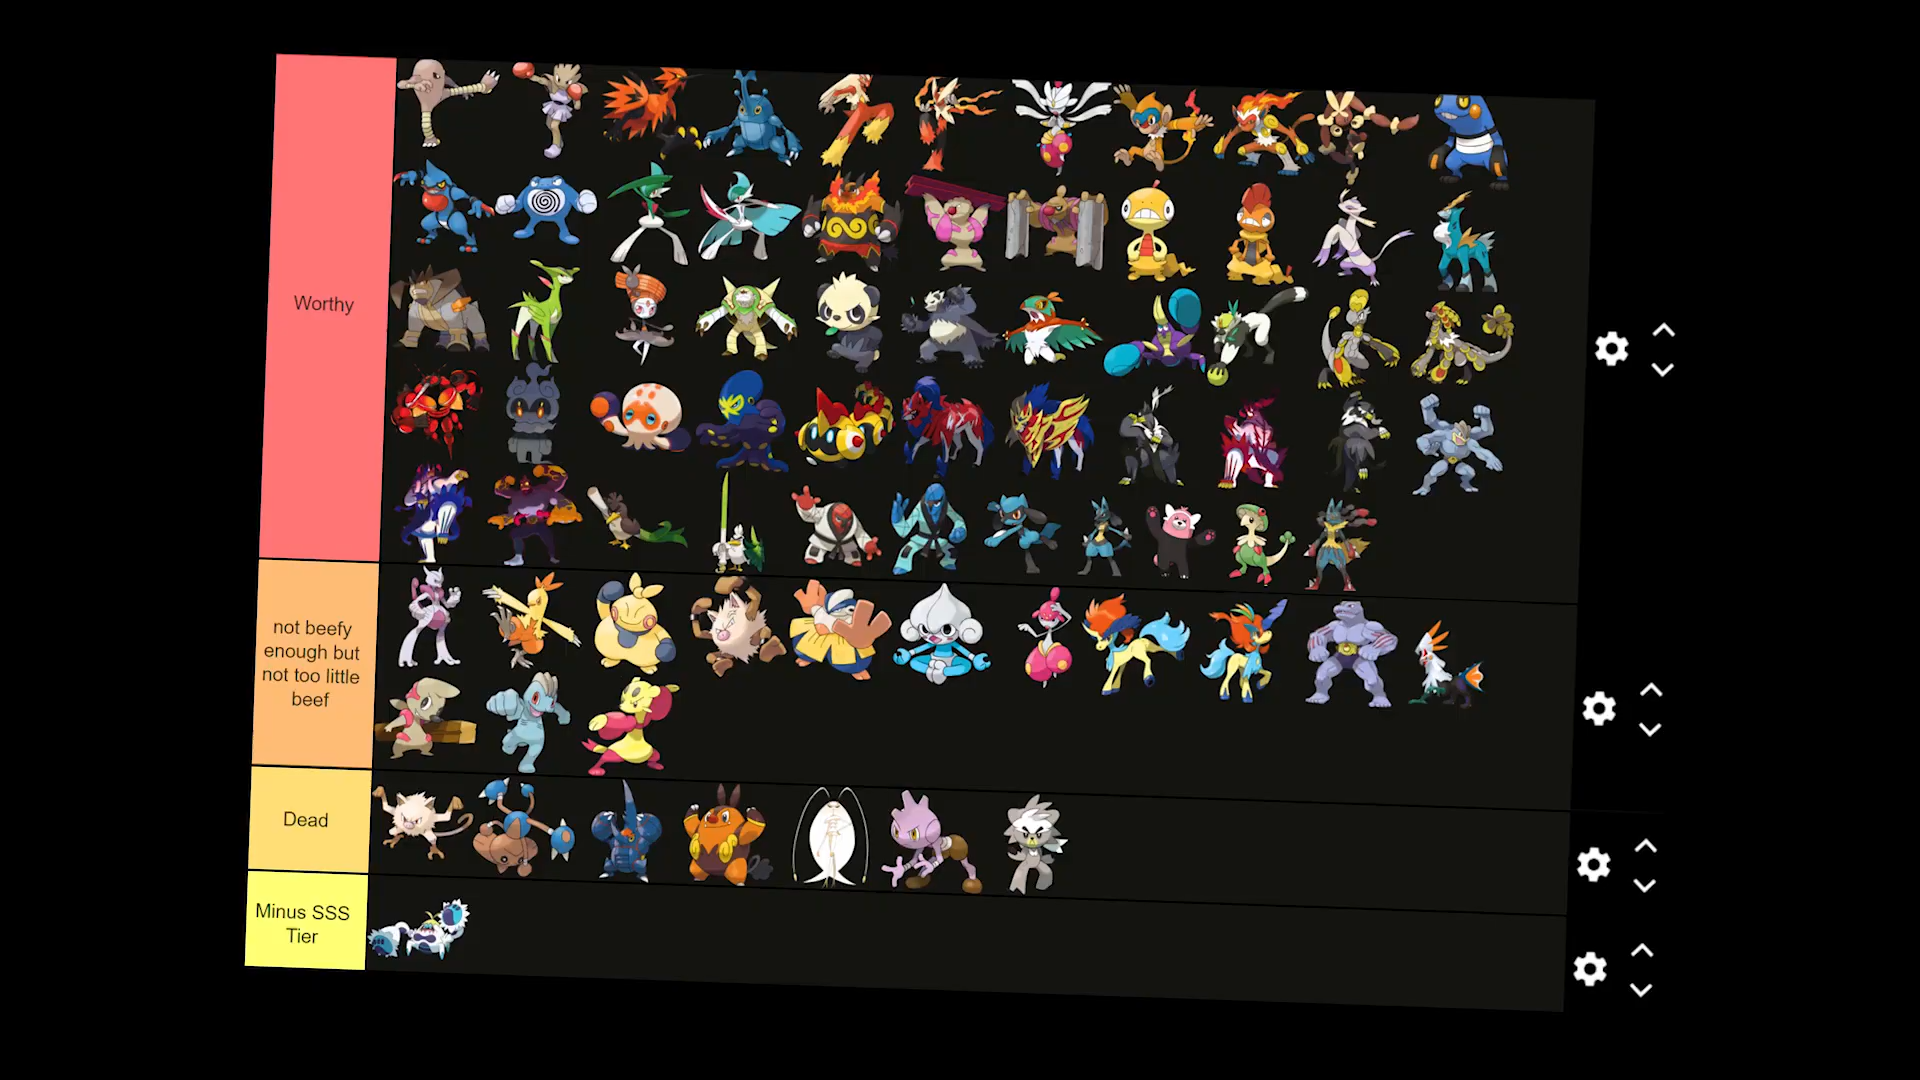 Worthy
not beefy
enough but
not too little
beef
Dead
Minus SSS
Tier